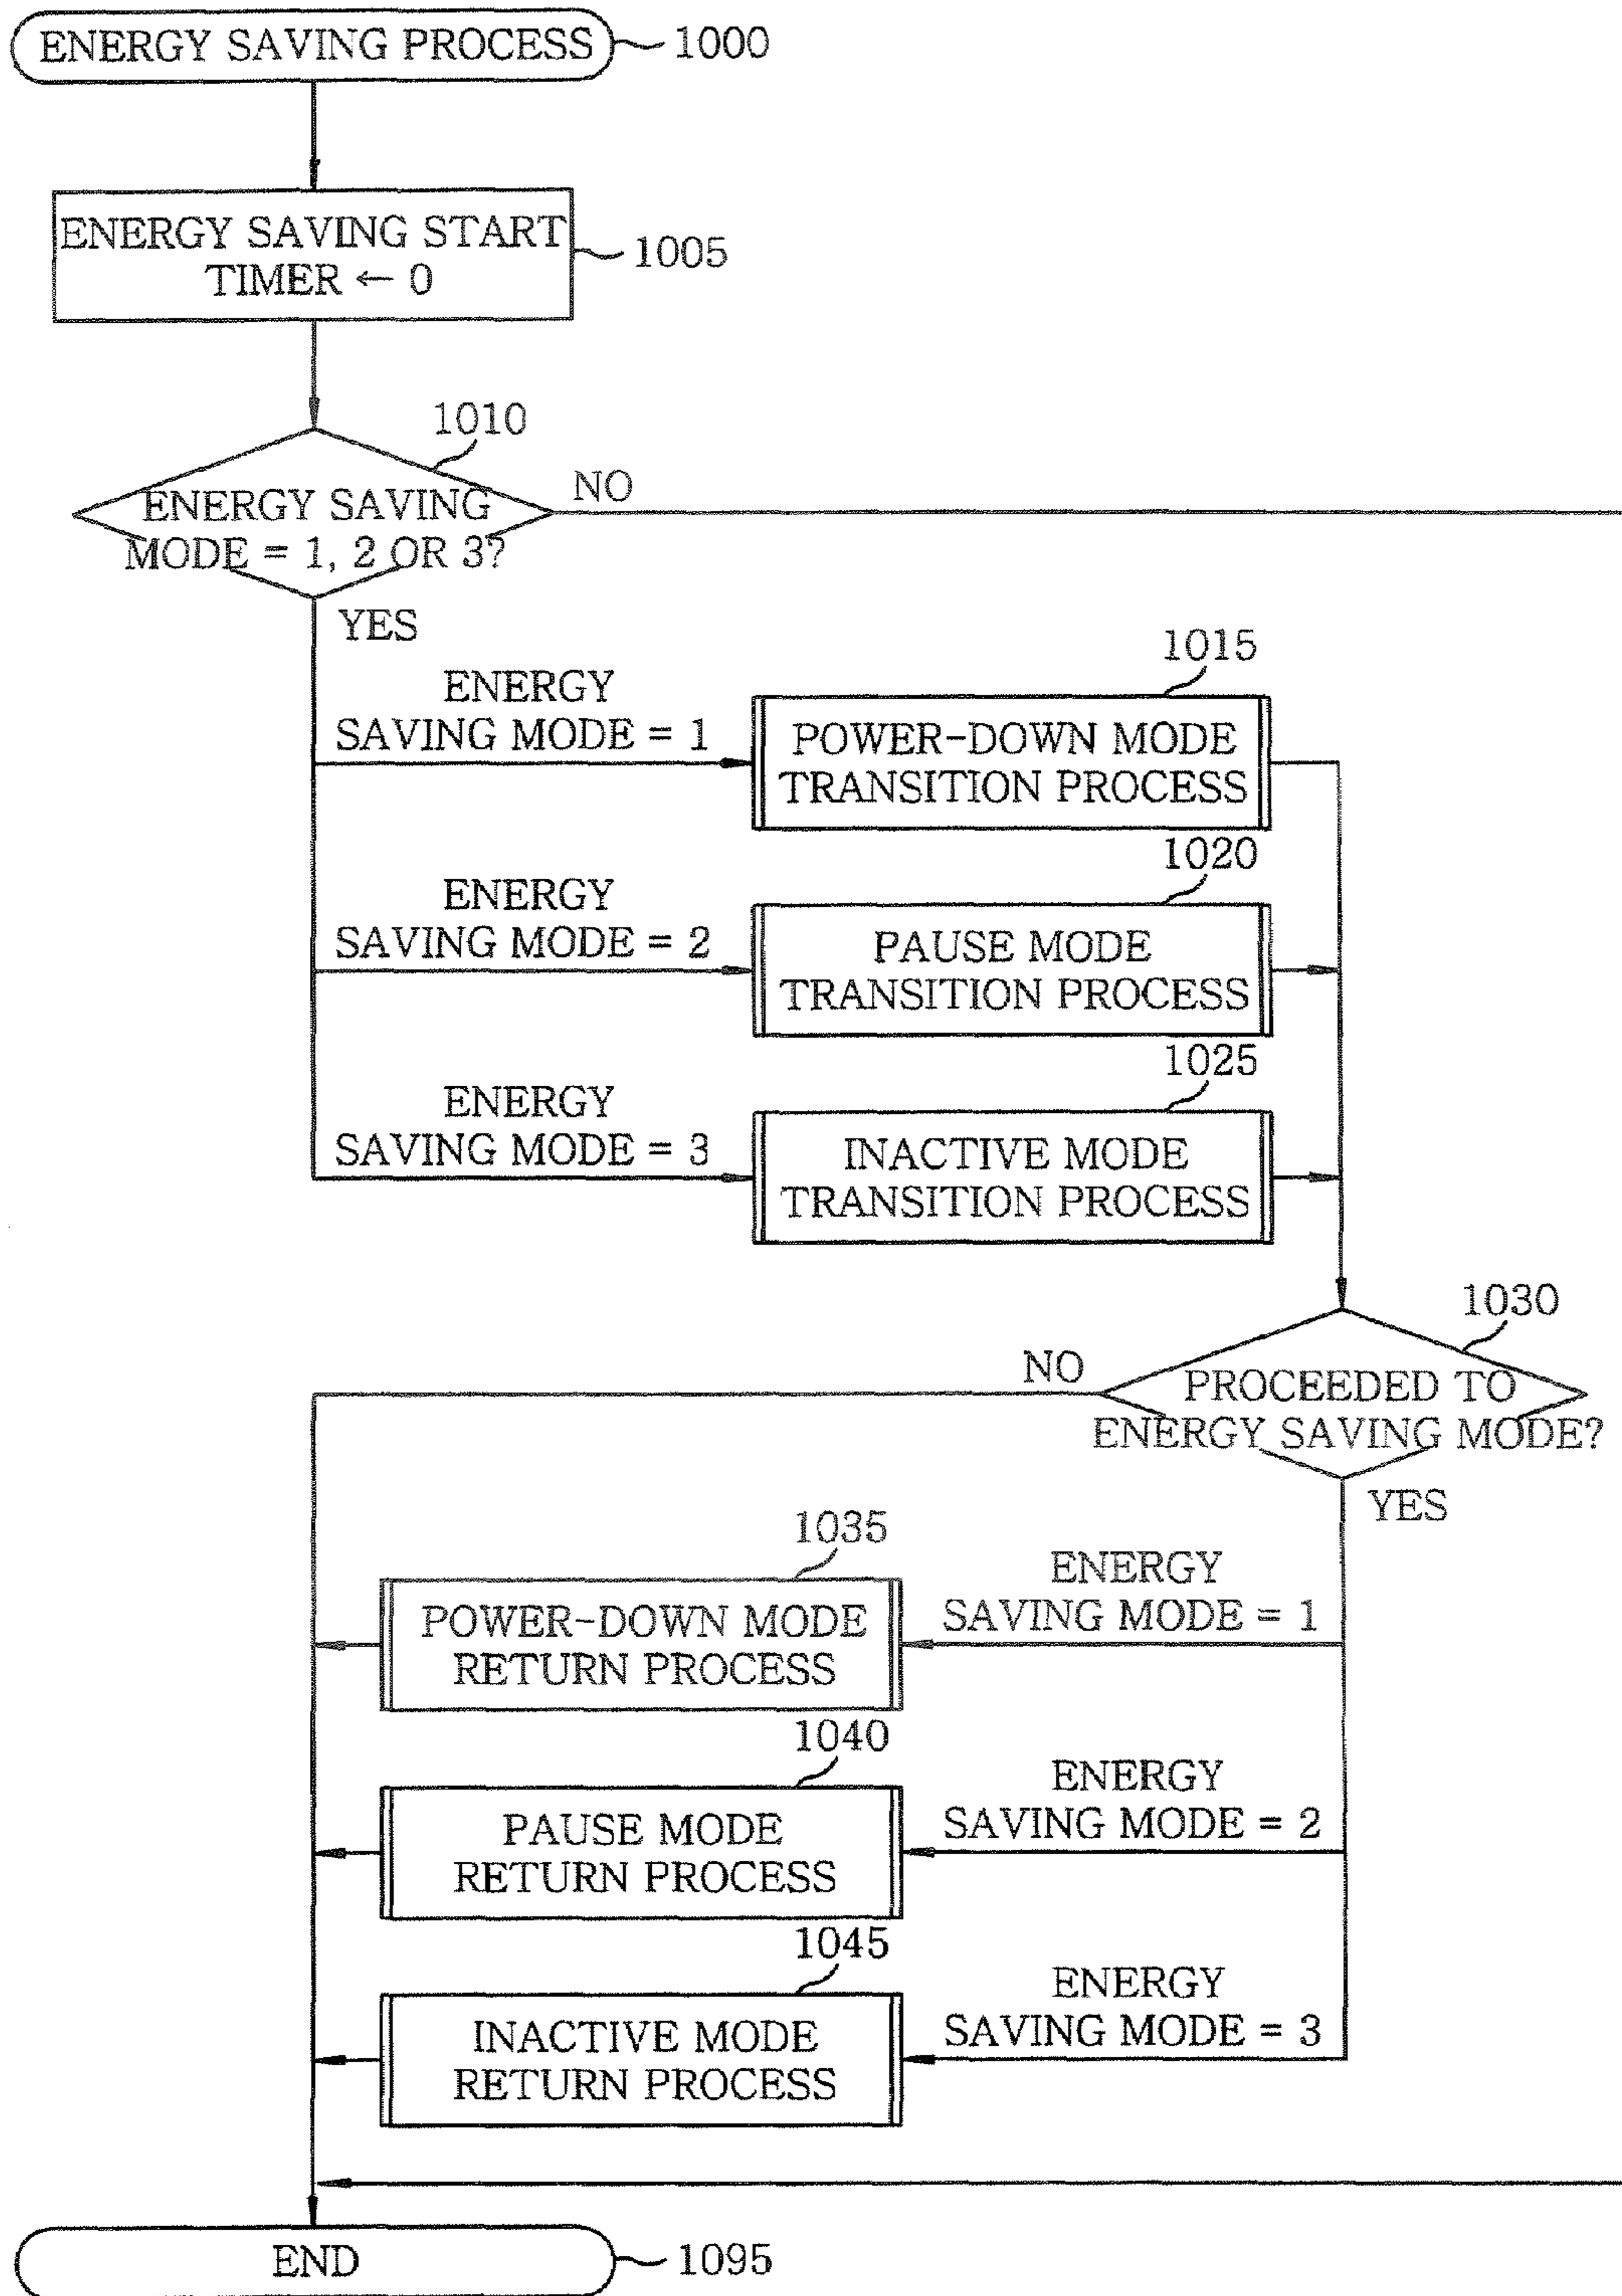 ENERGY SAVING PROCESS
1000
ENERGY SAVING START
TIMER ← 0
1005
1010
ENERGY SAVING
MODE = 1, 2 OR 3?
NO
YES
ENERGY
SAVING MODE = 1
1015
POWER-DOWN MODE
TRANSITION PROCESS
ENERGY
SAVING MODE = 2
1020
PAUSE MODE
TRANSITION PROCESS
ENERGY
SAVING MODE = 3
1025
INACTIVE MODE
TRANSITION PROCESS
1030
PROCEEDED TO
ENERGY SAVING MODE?
NO
YES
1035
POWER-DOWN MODE
RETURN PROCESS
ENERGY
SAVING MODE = 1
1040
PAUSE MODE
RETURN PROCESS
ENERGY
SAVING MODE = 2
1045
INACTIVE MODE
RETURN PROCESS
ENERGY
SAVING MODE = 3
END
1095